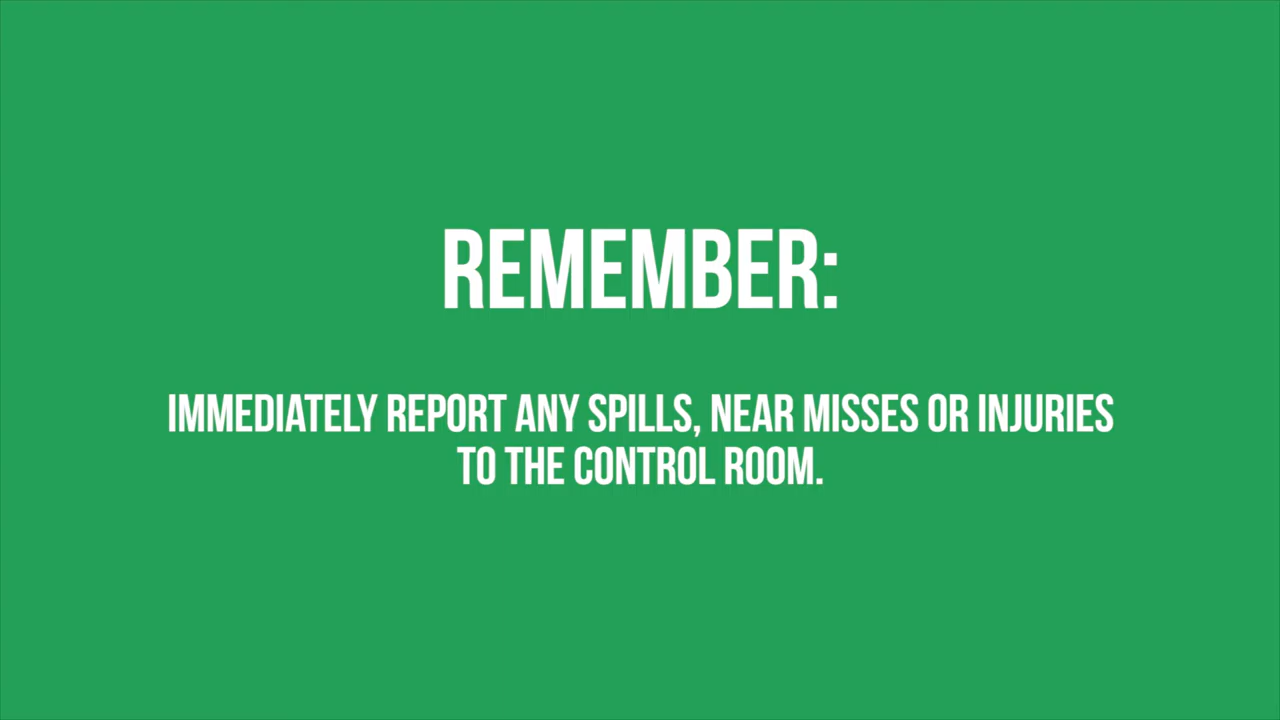 REMEMBER:
IMMEDIATELY REPORT ANY SPILLS, NEAR MISSES OR INJURIES
TO THE CONTROL ROOM.